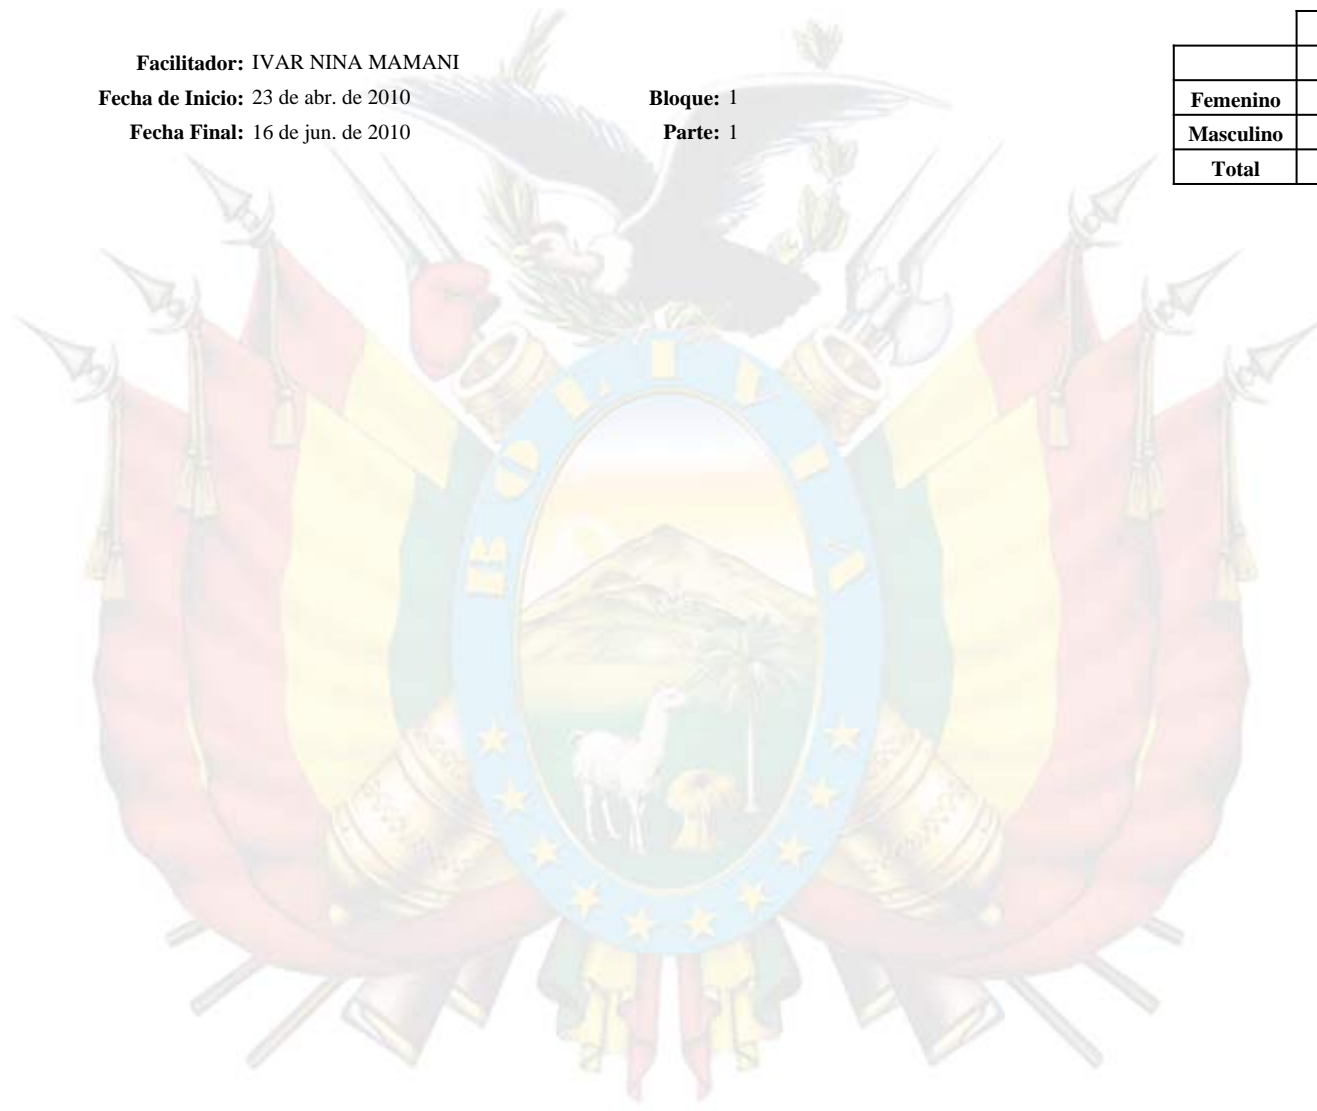 Facilitador: IVAR NINA MAMANI
Fecha de Inicio: 23 de abr. de 2010 Bloque: 1
Fecha Final: 16 de jun. de 2010 Parte: 1
Femenino
Masculino
Total
BOLIVIA